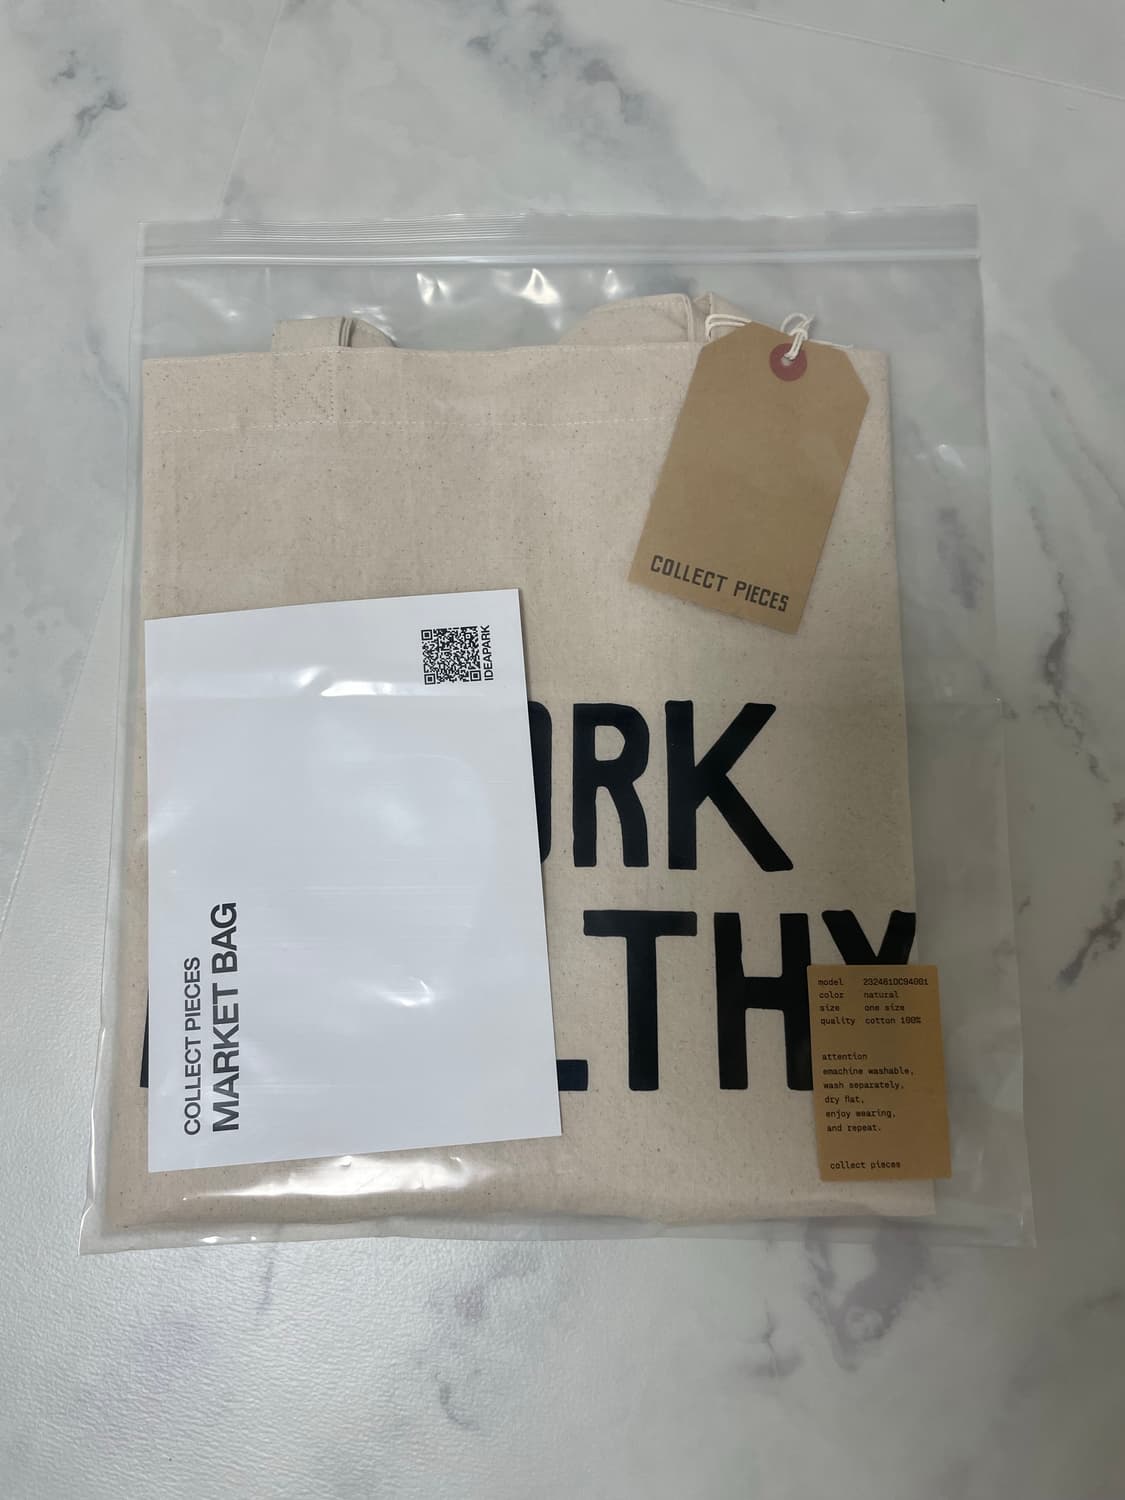 COLLECT PIECES
IDEAPARK
COLLECT PIECES
MARKET BAG
ORK
LTHY
model 232461DC94001
color natural
size one size
quality cotton 100%
attention
emachine washable,
wash separately,
dry flat,
enjoy wearing,
and repeat.
collect pieces